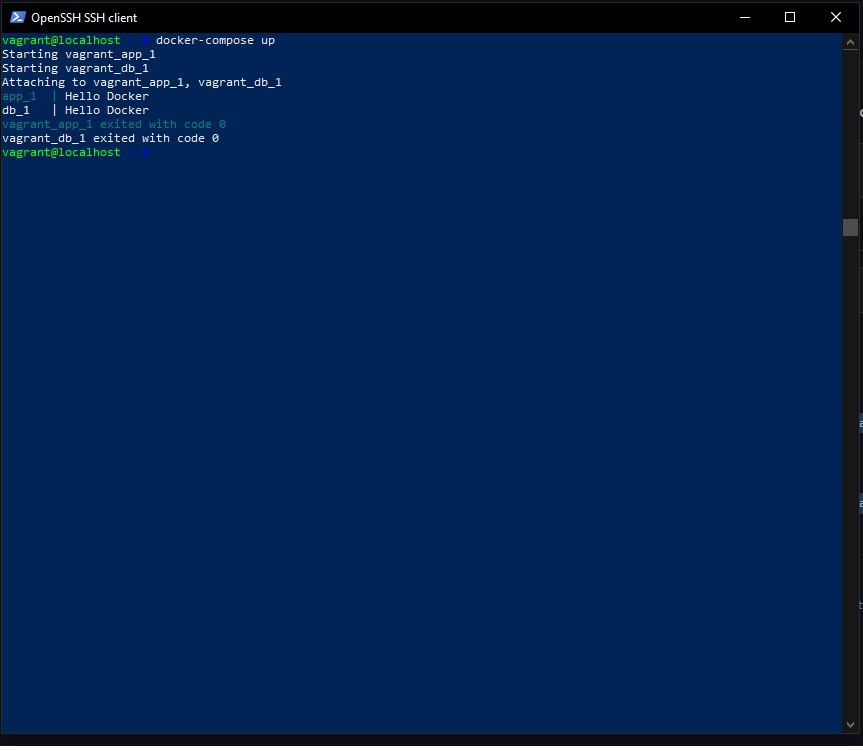 OpenSSH SSH client
vagrant@localhost ~ $ docker-compose up
Starting vagrant_app_1
Starting vagrant_db_1
Attaching to vagrant_app_1, vagrant_db_1
app_1  | Hello Docker
db_1   | Hello Docker
vagrant_app_1 exited with code 0
vagrant_db_1 exited with code 0
vagrant@localhost ~ $